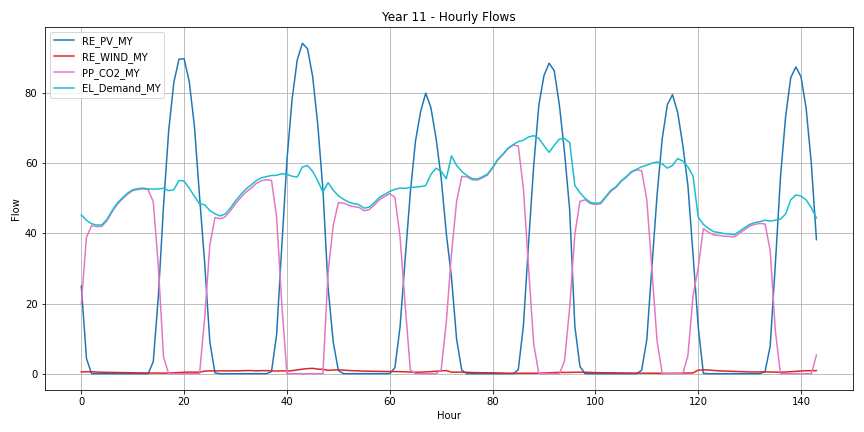 Year 11 - Hourly Flows
RE_PV_MY
RE_WIND_MY
PP_CO2_MY
EL_Demand_MY
Flow
80
60
40
20
0
0 20 40 60 80 100 120 140
Hour